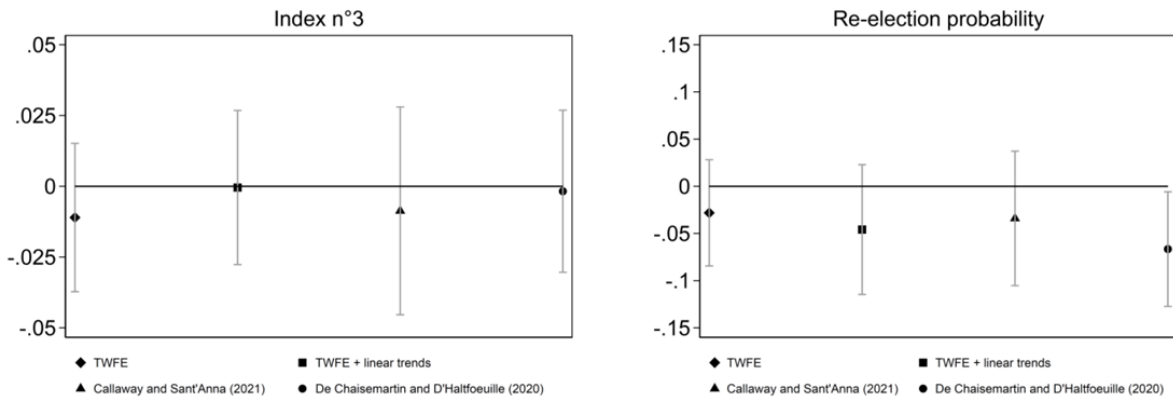 Index n°3
.05
.025
0
-.025
-.05
TWFE
TWFE + linear trends
Callaway and Sant'Anna (2021)
De Chaisemartin and D'Haltfoeuille (2020)
Re-election probability
.15
.1
.05
0
-.05
-.1
-.15
TWFE
TWFE + linear trends
Callaway and Sant'Anna (2021)
De Chaisemartin and D'Haltfoeuille (2020)